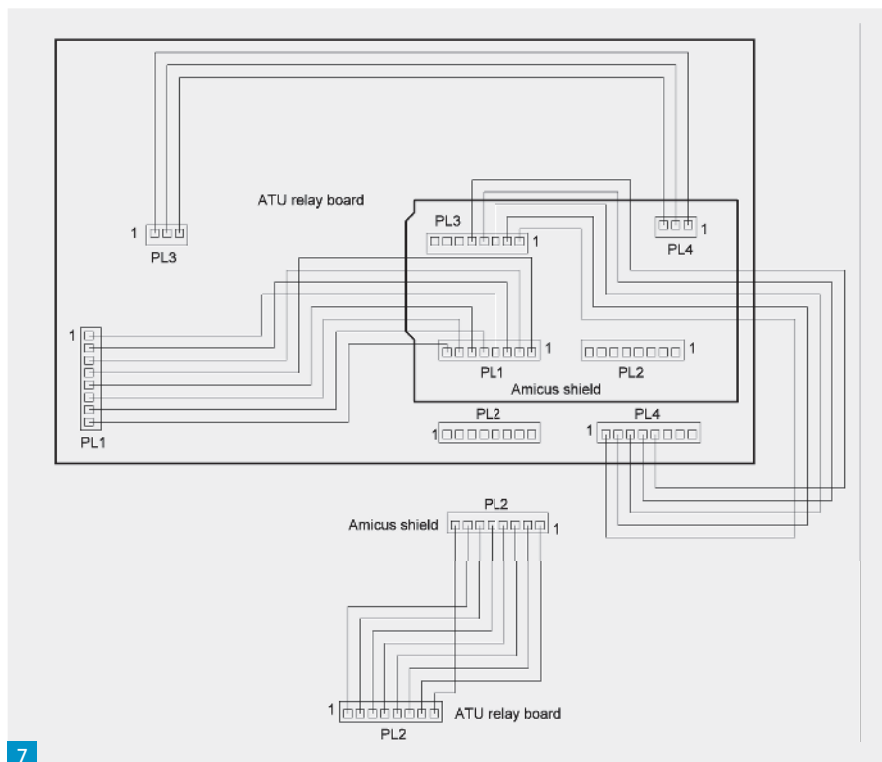 ATU relay board
PL3
1
PL4
1
1
PL3
1
1
PL1
1
PL2
Amicus shield
PL1
PL2
1
PL4
1
PL2
Amicus shield
1
1
ATU relay board
PL2
7